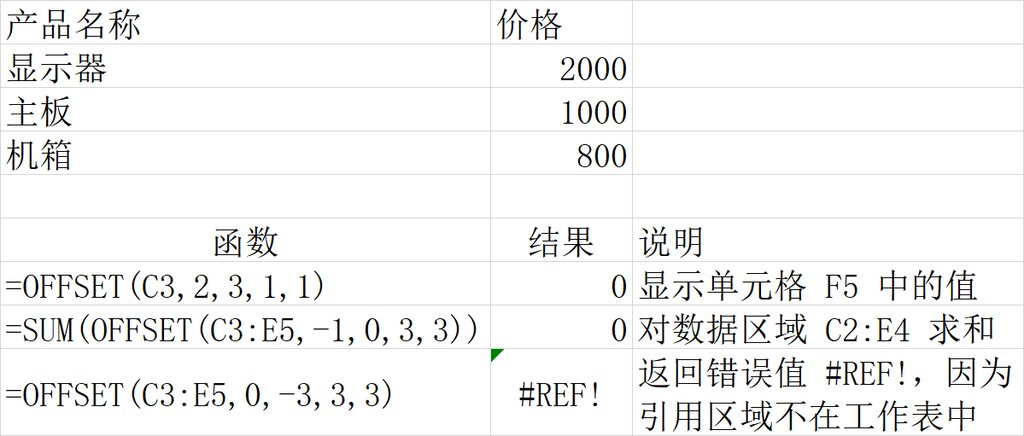 产品名称 价格
显示器 2000
主板 1000
机箱 800
函数 结果 说明
=OFFSET(C3,2,3,1,1) 0 显示单元格 F5 中的值
=SUM(OFFSET(C3:E5,-1,0,3,3)) 0 对数据区域 C2:E4 求和
=OFFSET(C3:E5,0,-3,3,3) #REF! 返回错误值 #REF!，因为
引用区域不在工作表中